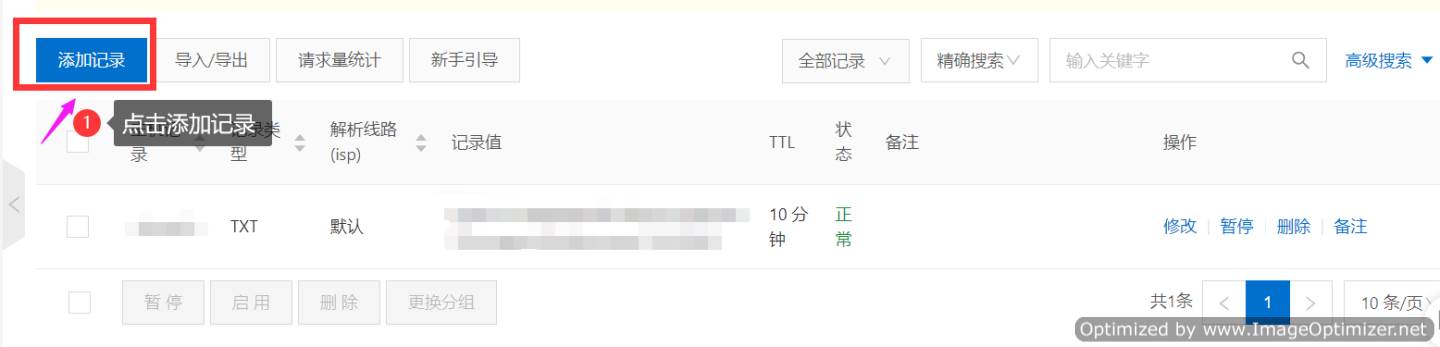 添加记录 导入/导出 请求量统计 新手引导 全部记录 精确搜索 输入关键字 高级搜索
1 点击添加记录
录 型 解析线路 (isp) 记录值 TTL 状态 备注 操作
TXT 默认 10 分钟 正常 修改 暂停 删除 备注
暂停 启用 删除 更换分组 共1条 1 10 条/页
Optimized by www.ImageOptimizer.net